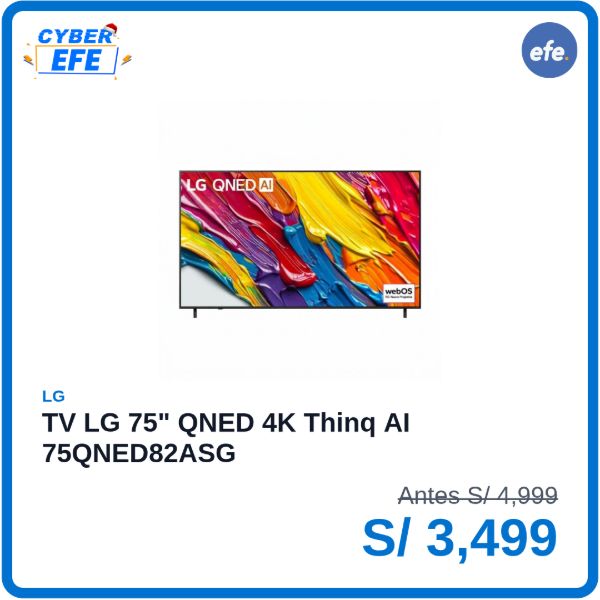 CYBER
EFE
efe.
LG QNED AI
webOS
LG
TV LG 75" QNED 4K Thinq AI
75QNED82ASG
Antes S/ 4,999
S/ 3,499